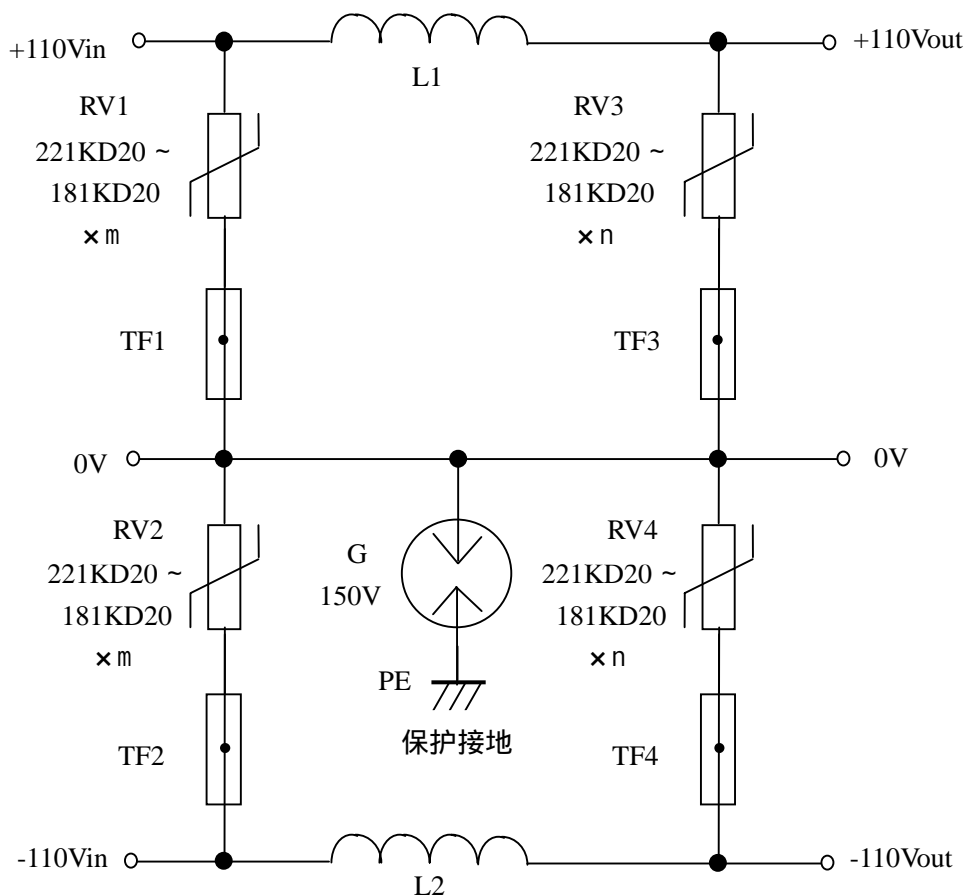 +110Vin
+110Vout
L1
RV1
221KD20 ~
181KD20
×m
RV3
221KD20 ~
181KD20
×n
TF1
TF3
0V
0V
RV2
221KD20 ~
181KD20
×m
G
150V
RV4
221KD20 ~
181KD20
×n
PE
保护接地
TF2
TF4
-110Vin
-110Vout
L2